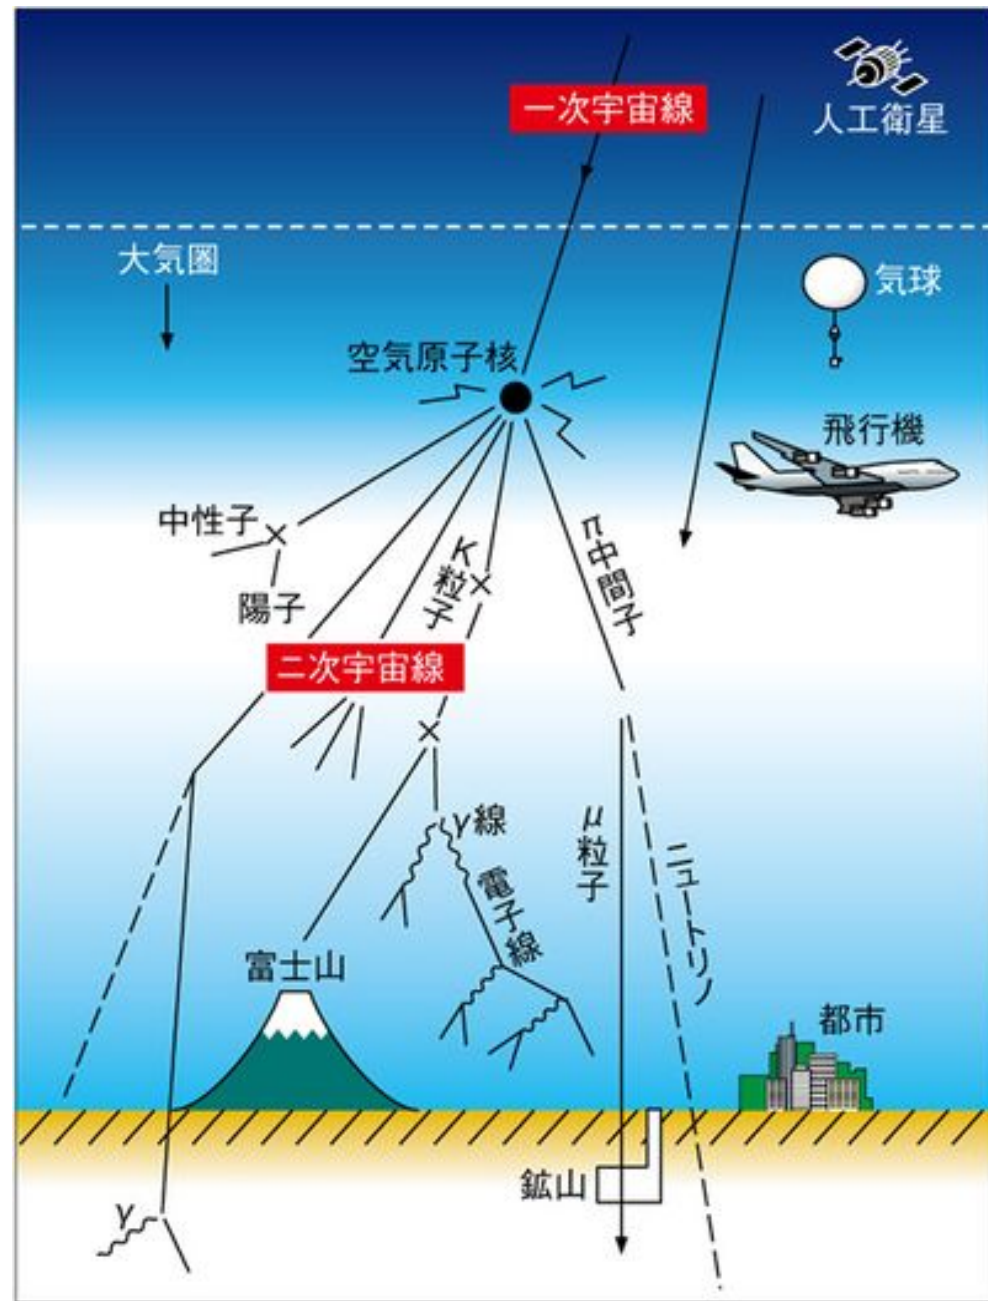 一次宇宙線
人工衛星
大気圏
気球
空気原子核
飛行機
中性子
陽子
K粒子
π中間子
二次宇宙線
γ線
電子線
μ粒子
ニュートリノ
富士山
都市
鉱山
γ